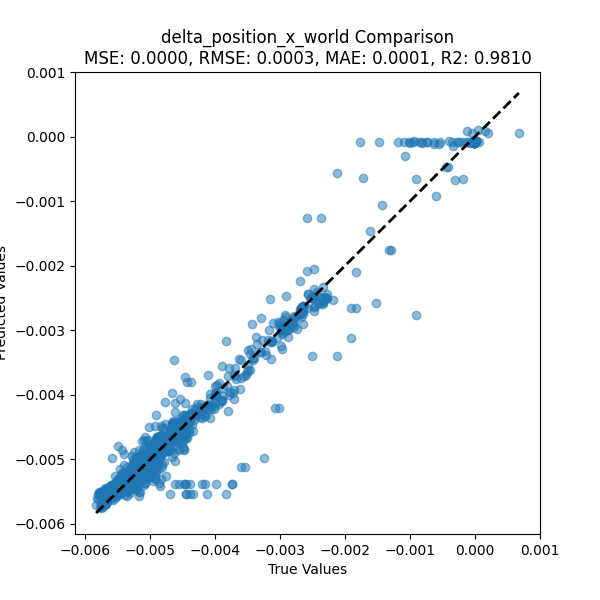 delta_position_x_world Comparison
MSE: 0.0000, RMSE: 0.0003, MAE: 0.0001, R2: 0.9810
0.001
0.000
−0.001
−0.002
−0.003
−0.004
−0.005
−0.006
Predicted Values
−0.006 −0.005 −0.004 −0.003 −0.002 −0.001 0.000 0.001
True Values